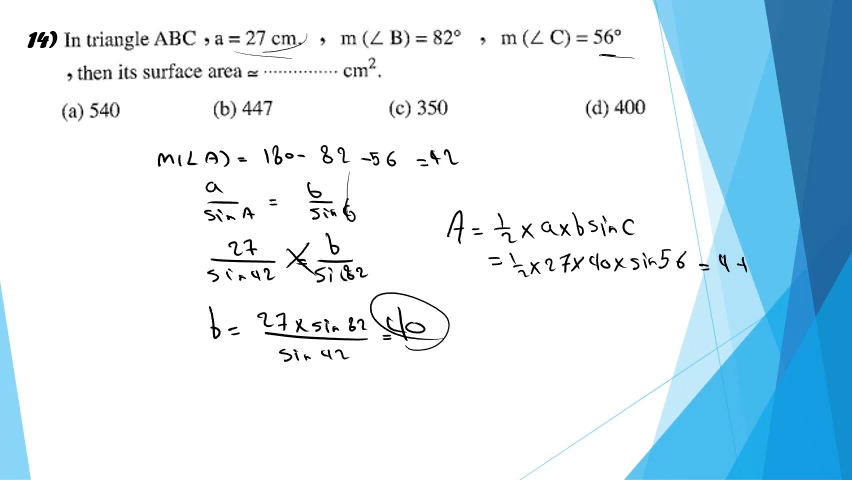 14) In triangle ABC , a = 27 cm. , m (∠ B) = 82° , m (∠ C) = 56°
, then its surface area ≃ ............... cm².
(a) 540 (b) 447 (c) 350 (d) 400
m(∠A) = 180- 82 -56 =42
a/sin A = b/sin B
27/sin 42 = b/si 82
b = 27 x sin 82/sin 42 = 40
A = 1/2 x a x b sin C
= 1/2 x 27 x 40 x sin 56 = 44